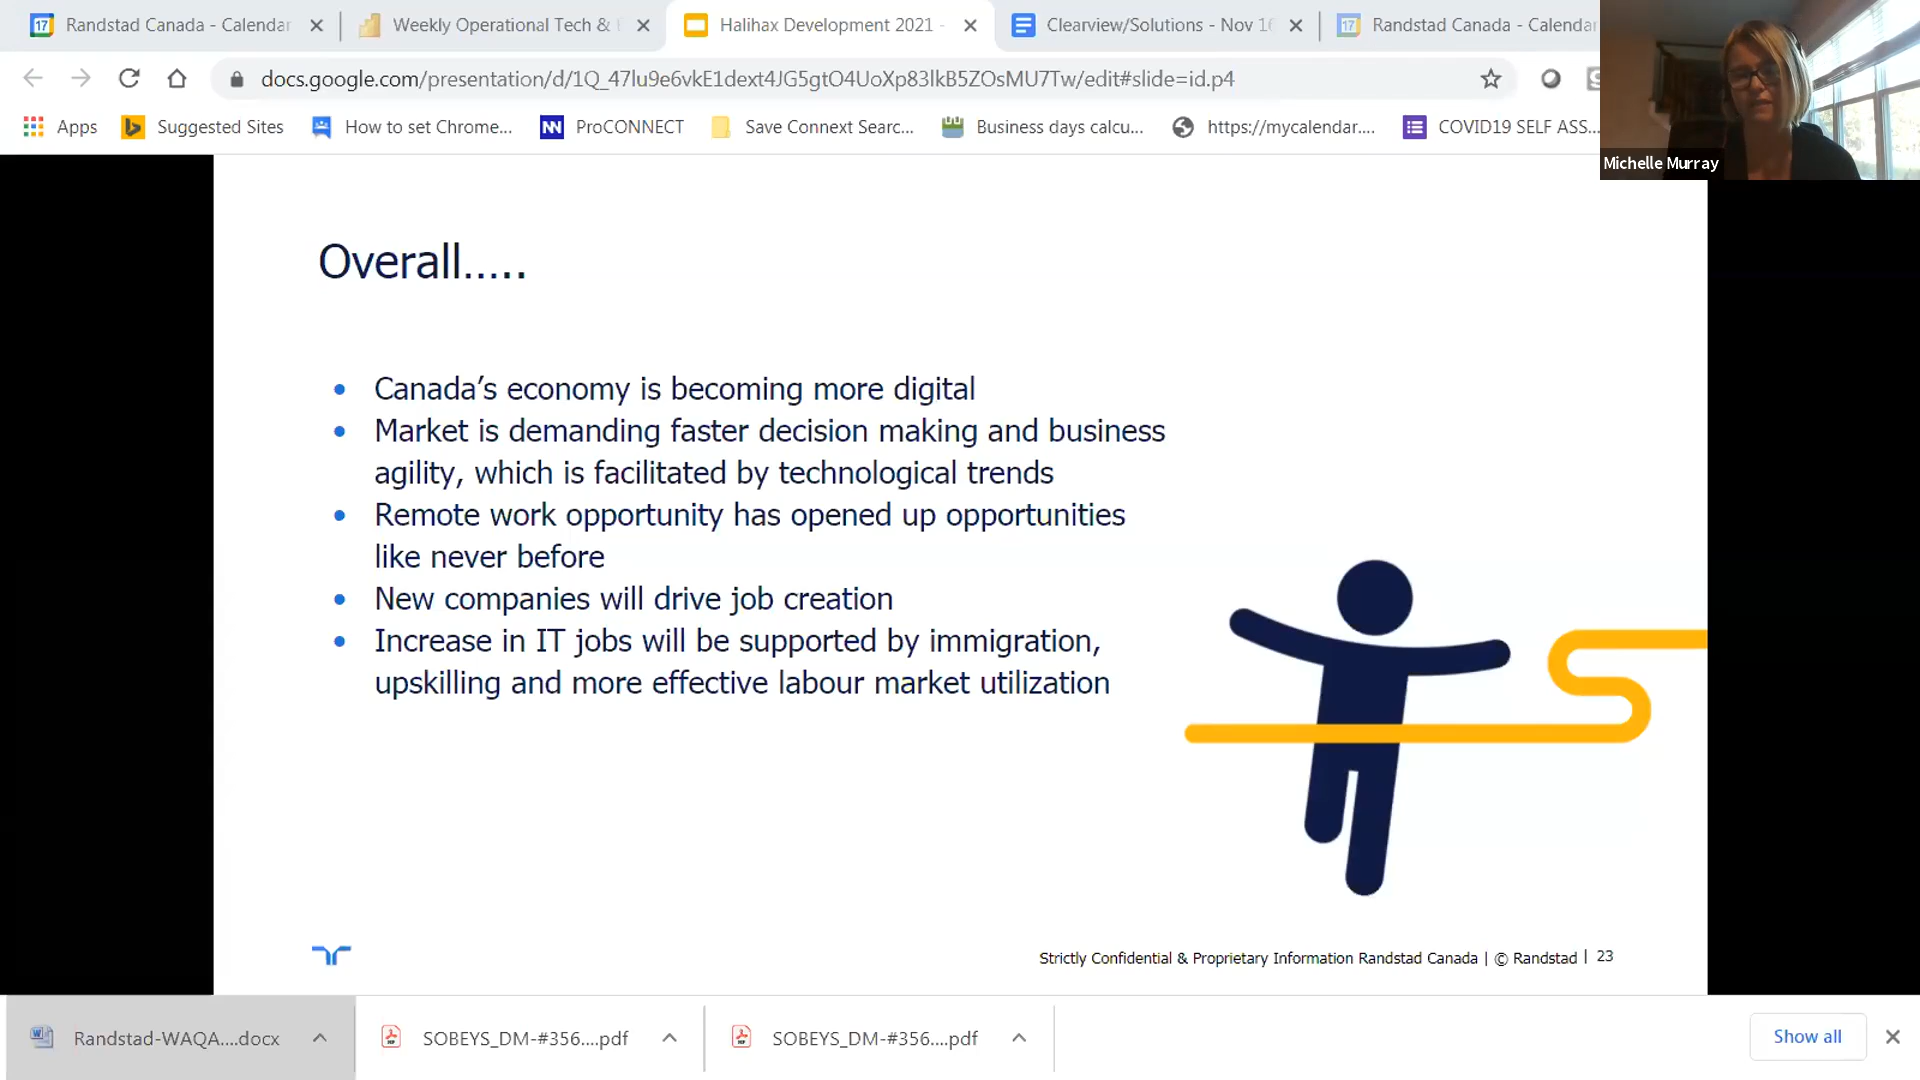 Randstad Canada - Calendar
Weekly Operational Tech &
Halihax Development 2021 -
Clearview/Solutions - Nov 16
Randstad Canada - Calendar
docs.google.com/presentation/d/1Q_47lu9e6vkE1dext4JG5gtO4UoXp83lkB5ZOsMU7Tw/edit#slide=id.p4
Apps
Suggested Sites
How to set Chrome...
NN ProCONNECT
Save Connext Searc...
Business days calcu...
https://mycalendar....
COVID19 SELF ASS...
Michelle Murray
Overall.....
• Canada's economy is becoming more digital
• Market is demanding faster decision making and business
agility, which is facilitated by technological trends
• Remote work opportunity has opened up opportunities
like never before
• New companies will drive job creation
• Increase in IT jobs will be supported by immigration,
upskilling and more effective labour market utilization
Strictly Confidential & Proprietary Information Randstad Canada | © Randstad | 23
Randstad-WAQA....docx
SOBEYS_DM-#356....pdf
SOBEYS_DM-#356....pdf
Show all